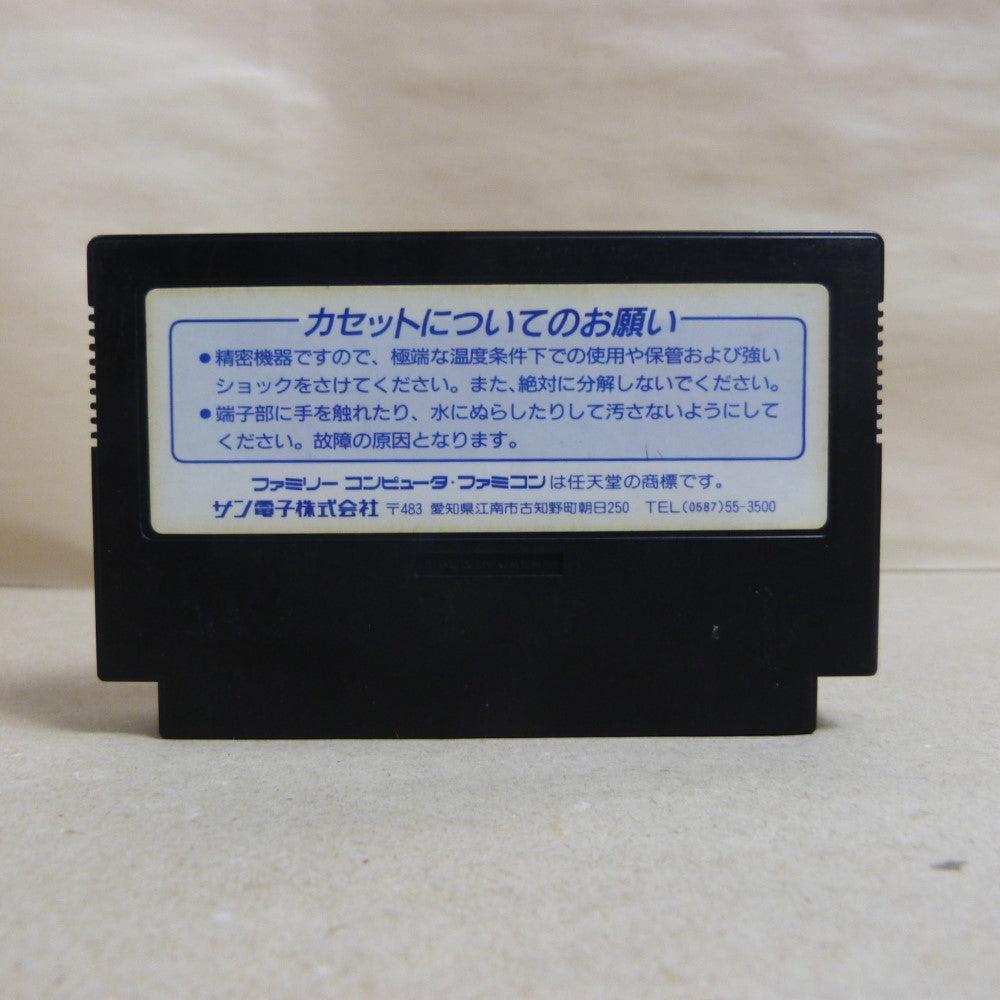 カセットについてのお願い
●精密機器ですので、極端な温度条件下での使用や保管および強い
ショックをさけてください。また、絶対に分解しないでください。
●端子部に手を触れたり、水にぬらしたりして汚さないようにして
ください。故障の原因となります。
ファミリー コンピュータ・ファミコンは任天堂の商標です。
サン電子株式会社 〒483 愛知県江南市古知野町朝日250 TEL(0587)55-3500